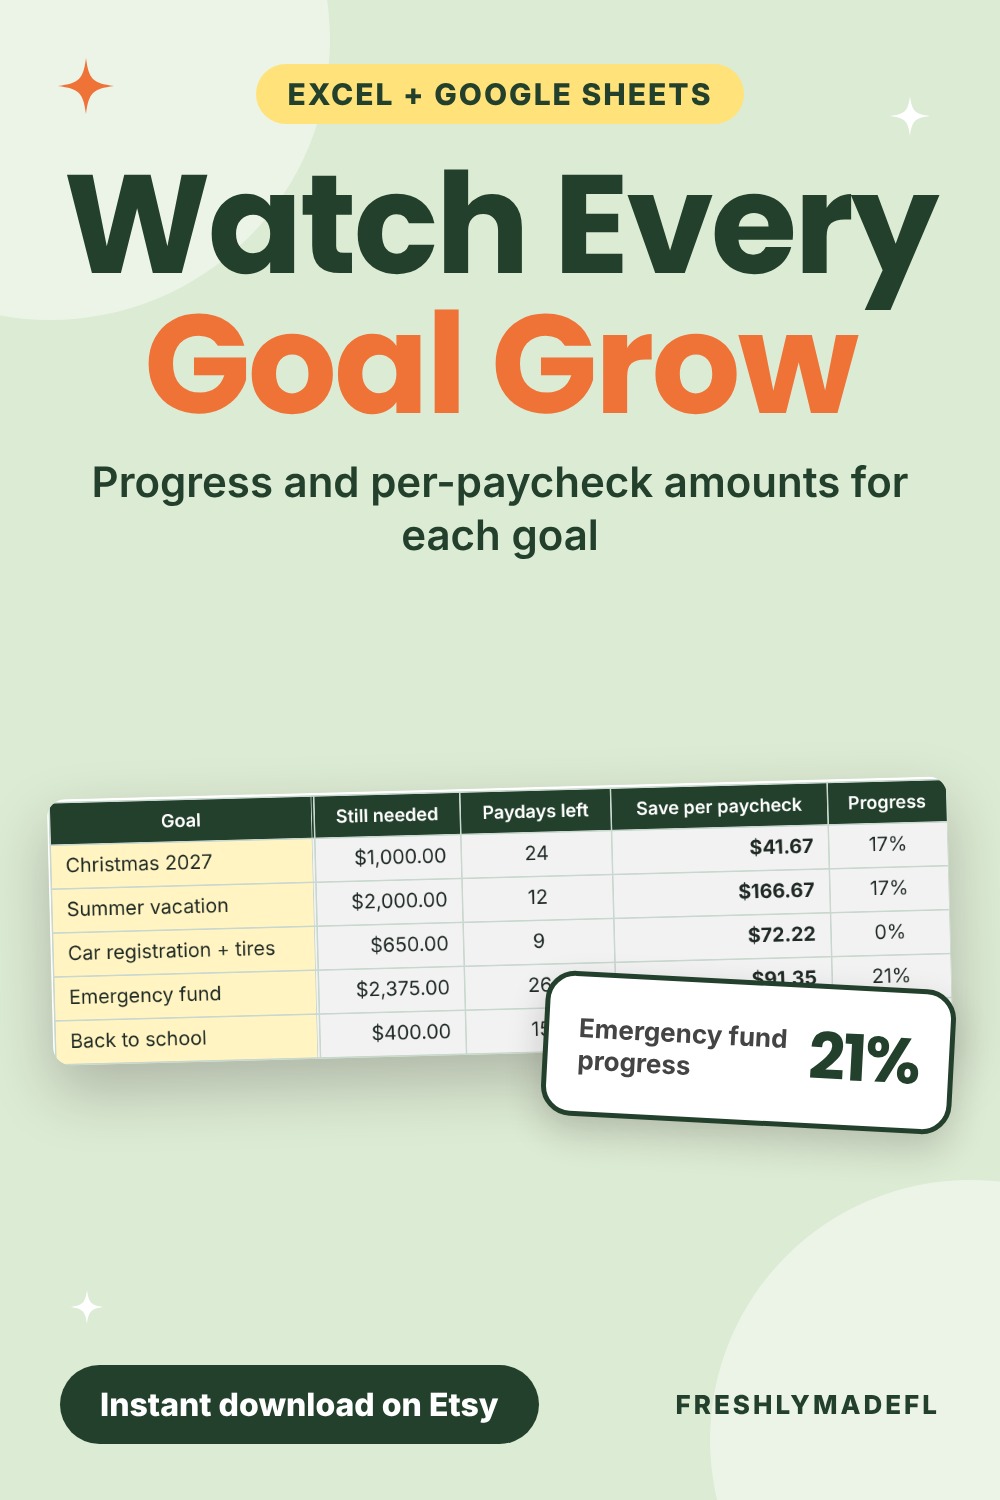 EXCEL + GOOGLE SHEETS
Watch Every
Goal Grow
Progress and per-paycheck amounts for
each goal
Goal Still needed Paydays left Save per paycheck Progress
Christmas 2027 $1,000.00 24 $41.67 17%
Summer vacation $2,000.00 12 $166.67 17%
Car registration + tires $650.00 9 $72.22 0%
Emergency fund $2,375.00 26 $91.35 21%
Back to school $400.00
Emergency fund
progress
21%
Instant download on Etsy
FRESHLYMADEFL